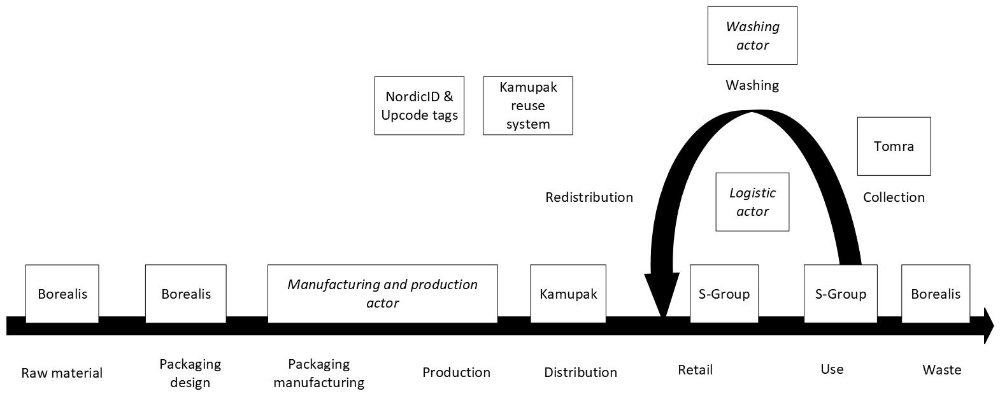 Washing
actor
Washing
NordicID &
Upcode tags
Kamupak
reuse
system
Tomra
Redistribution
Logistic
actor
Collection
Borealis
Borealis
Manufacturing and production
actor
Kamupak
S-Group
S-Group
Borealis
Raw material
Packaging
design
Packaging
manufacturing
Production
Distribution
Retail
Use
Waste